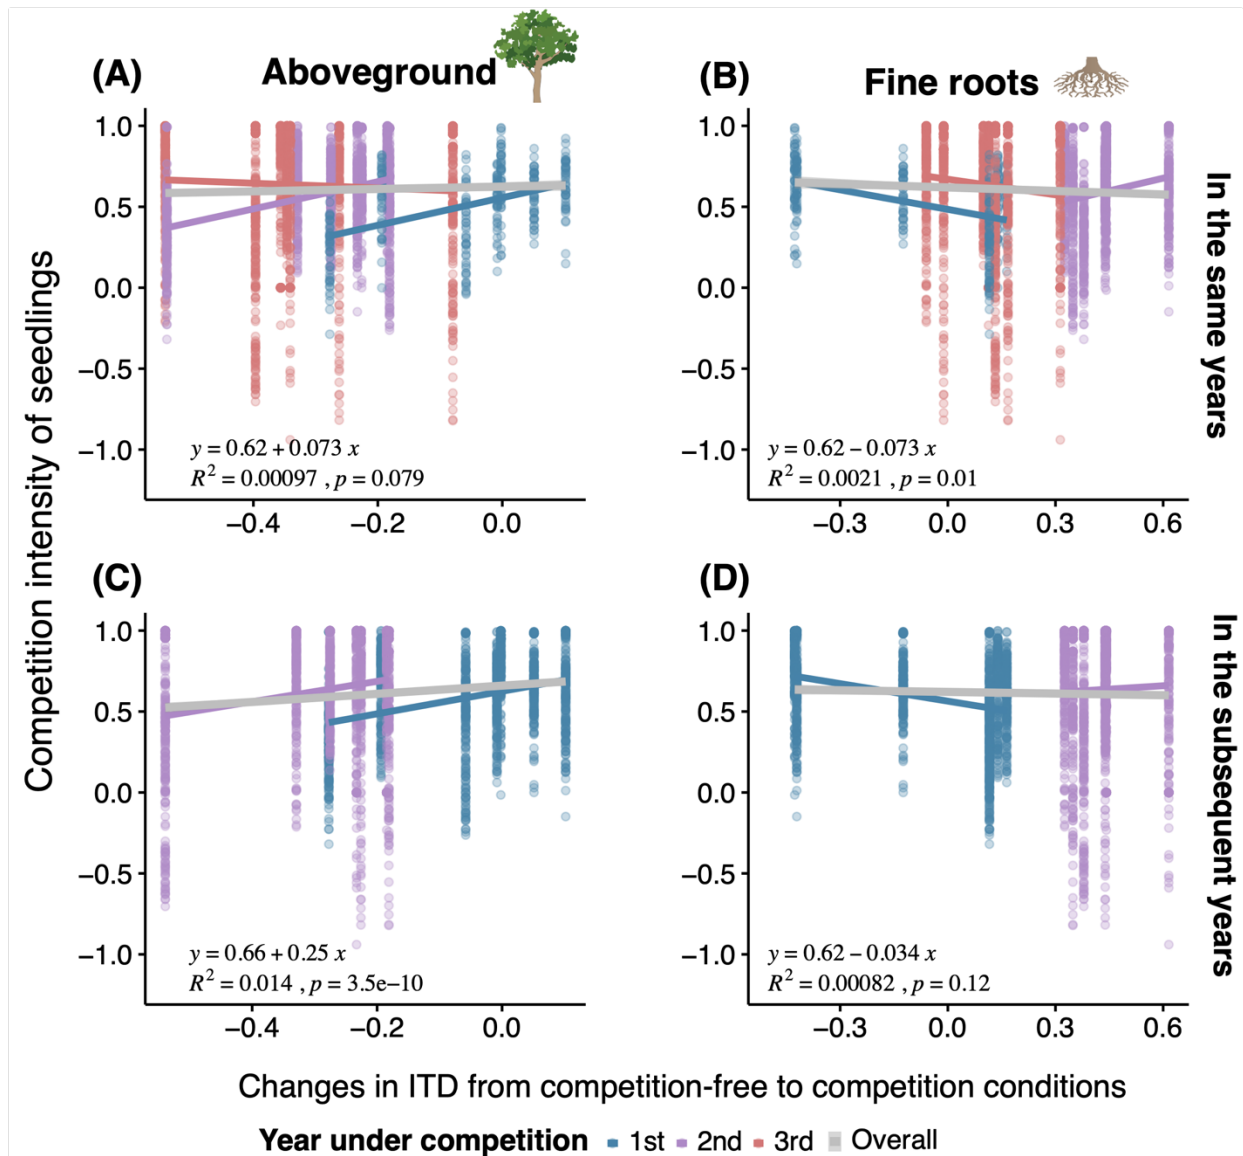 (A) Aboveground
(B) Fine roots
Competition intensity of seedlings
1.0
0.5
0.0
−0.5
−1.0
y = 0.62 + 0.073 x
R² = 0.00097 , p = 0.079
−0.4 −0.2 0.0
1.0
0.5
0.0
−0.5
−1.0
y = 0.62 − 0.073 x
R² = 0.0021 , p = 0.01
−0.3 0.0 0.3 0.6
In the same years
(C)
1.0
0.5
0.0
−0.5
−1.0
y = 0.66 + 0.25 x
R² = 0.014 , p = 3.5e−10
−0.4 −0.2 0.0
(D)
1.0
0.5
0.0
−0.5
−1.0
y = 0.62 − 0.034 x
R² = 0.00082 , p = 0.12
−0.3 0.0 0.3 0.6
In the subsequent years
Changes in ITD from competition-free to competition conditions
Year under competition 1st 2nd 3rd Overall